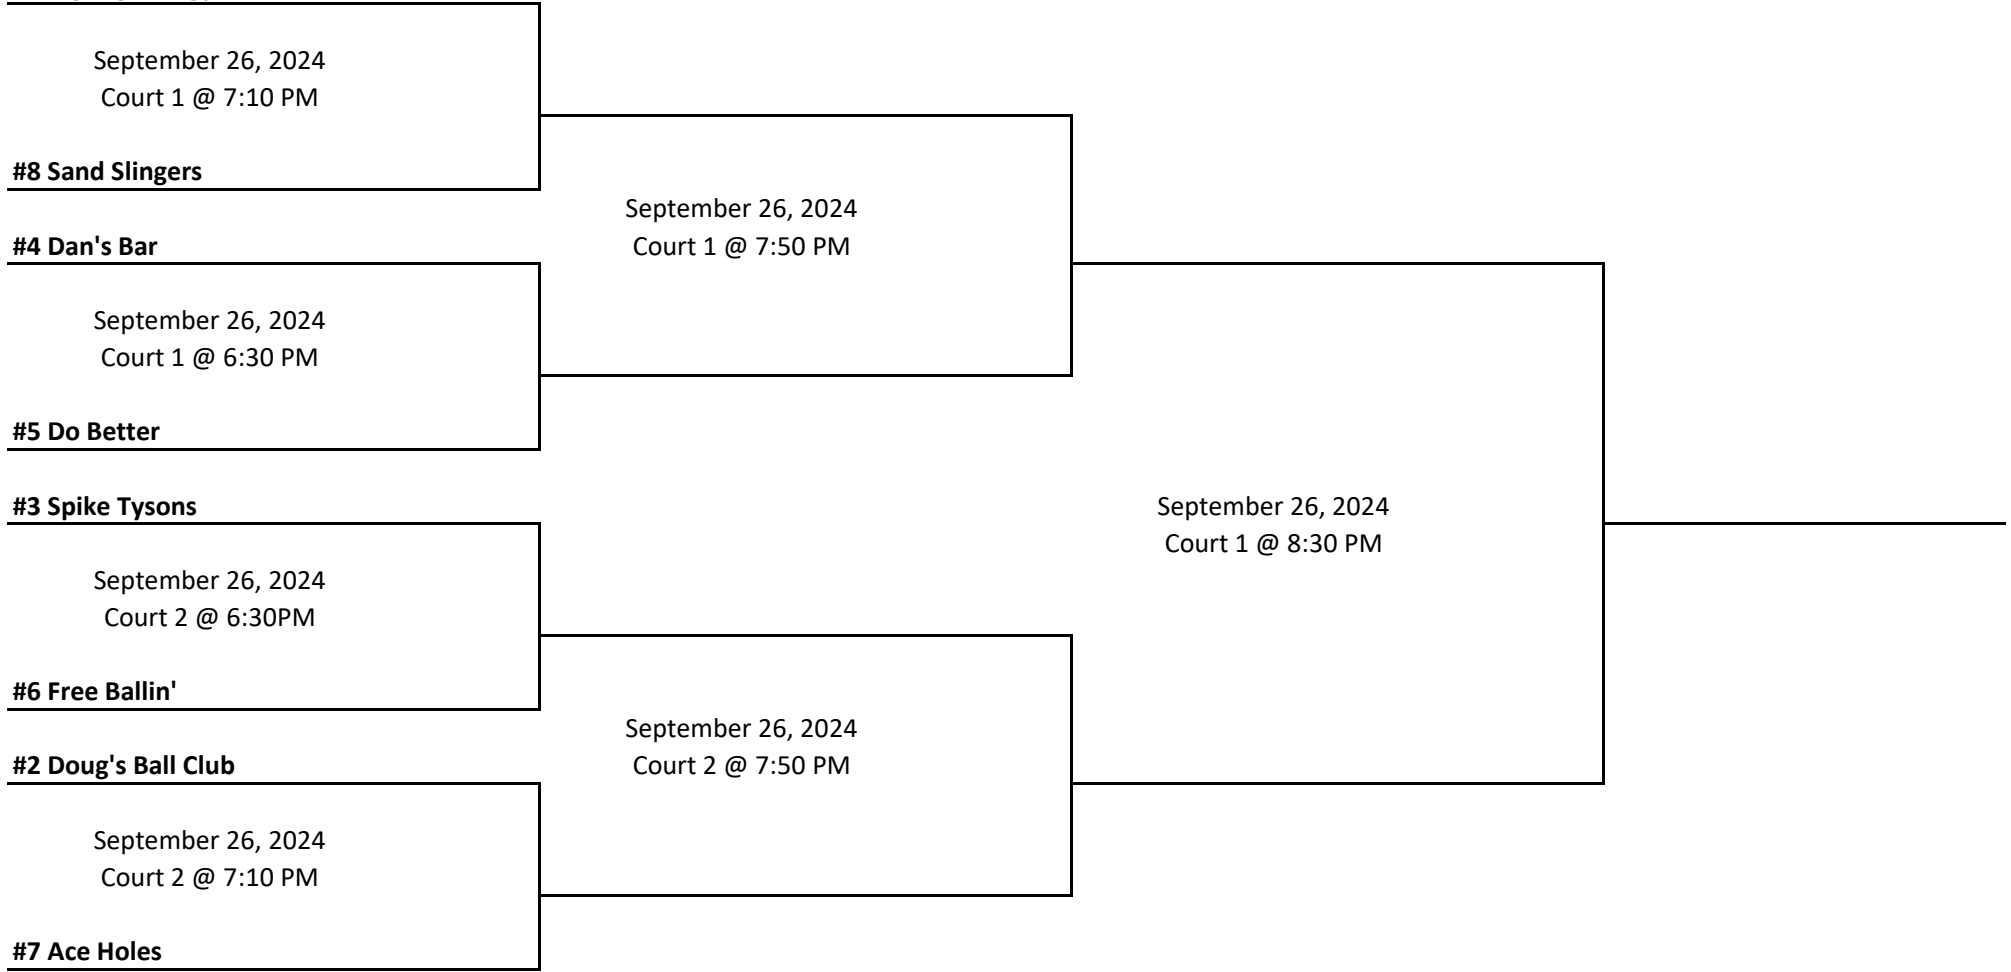 September 26, 2024
Court 1 @ 7:10 PM
#8 Sand Slingers
September 26, 2024
Court 1 @ 7:50 PM
#4 Dan's Bar
September 26, 2024
Court 1 @ 6:30 PM
#5 Do Better
#3 Spike Tysons
September 26, 2024
Court 1 @ 8:30 PM
September 26, 2024
Court 2 @ 6:30PM
#6 Free Ballin'
September 26, 2024
Court 2 @ 7:50 PM
#2 Doug's Ball Club
September 26, 2024
Court 2 @ 7:10 PM
#7 Ace Holes